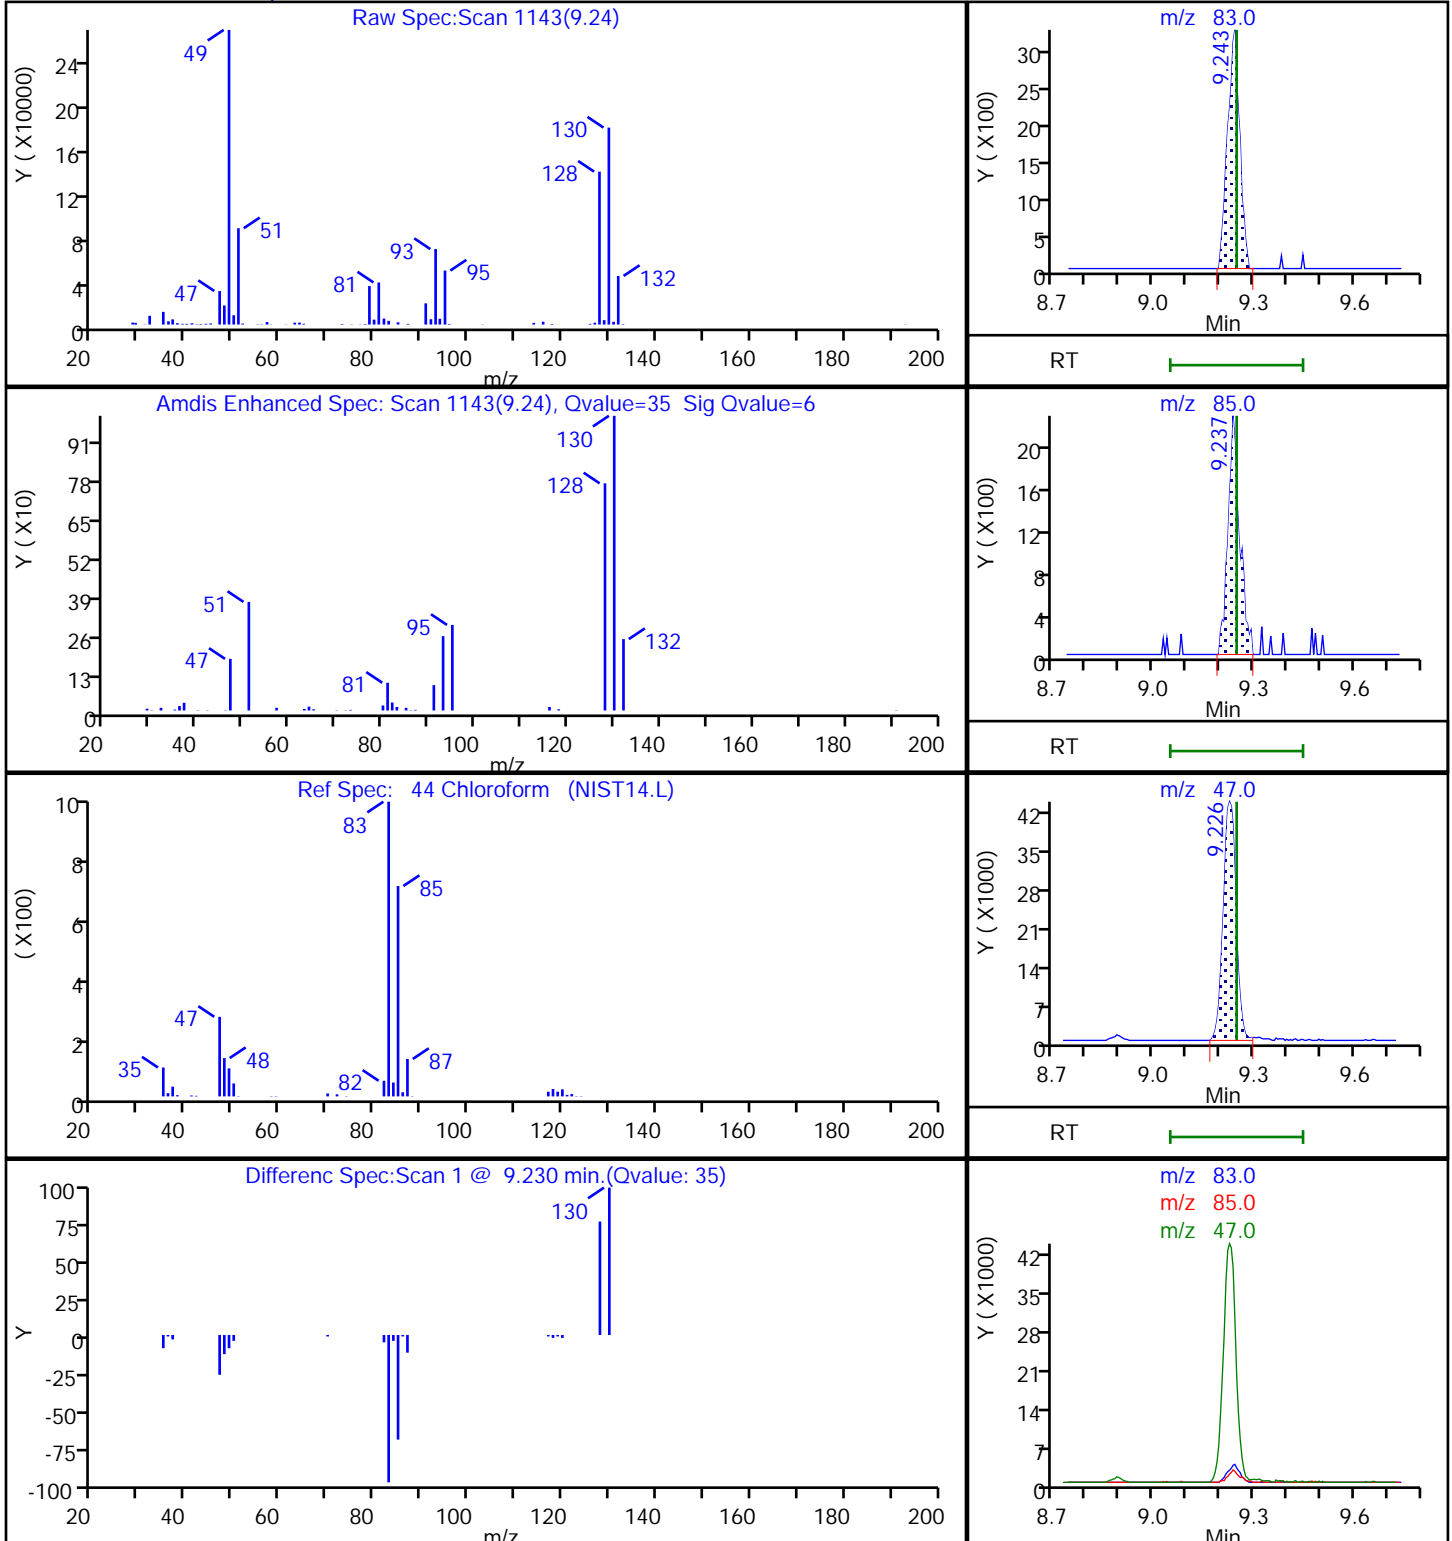 Raw Spec:Scan 1143(9.24)
Y ( X10000)
24
20
16
12
8
4
0
49
51
47
81
93
95
128
130
132
20 40 60 80 100 120 140 160 180 200
m/z
m/z 83.0
Y ( X100)
30
25
20
15
10
5
0
9.243
8.7 9.0 9.3 9.6
Min
RT
Amdis Enhanced Spec: Scan 1143(9.24), Qvalue=35 Sig Qvalue=6
Y ( X10)
91
78
65
52
39
26
13
0
130
128
51
47
81
95
132
20 40 60 80 100 120 140 160 180 200
m/z
m/z 85.0
Y ( X100)
20
16
12
8
4
0
9.237
8.7 9.0 9.3 9.6
Min
RT
Ref Spec: 44 Chloroform (NIST14.L)
( X100)
10
8
6
4
2
0
83
85
47
48
35
82
87
20 40 60 80 100 120 140 160 180 200
m/z 47.0
Y ( X1000)
42
35
28
21
14
7
0
9.226
8.7 9.0 9.3 9.6
Min
RT
Differenc Spec:Scan 1 @ 9.230 min.(Qvalue: 35)
Y
100
75
50
25
0
-25
-50
-75
-100
130
20 40 60 80 100 120 140 160 180 200
m/z
m/z 83.0
m/z 85.0
m/z 47.0
Y ( X1000)
42
35
28
21
14
7
0
8.7 9.0 9.3 9.6
Min